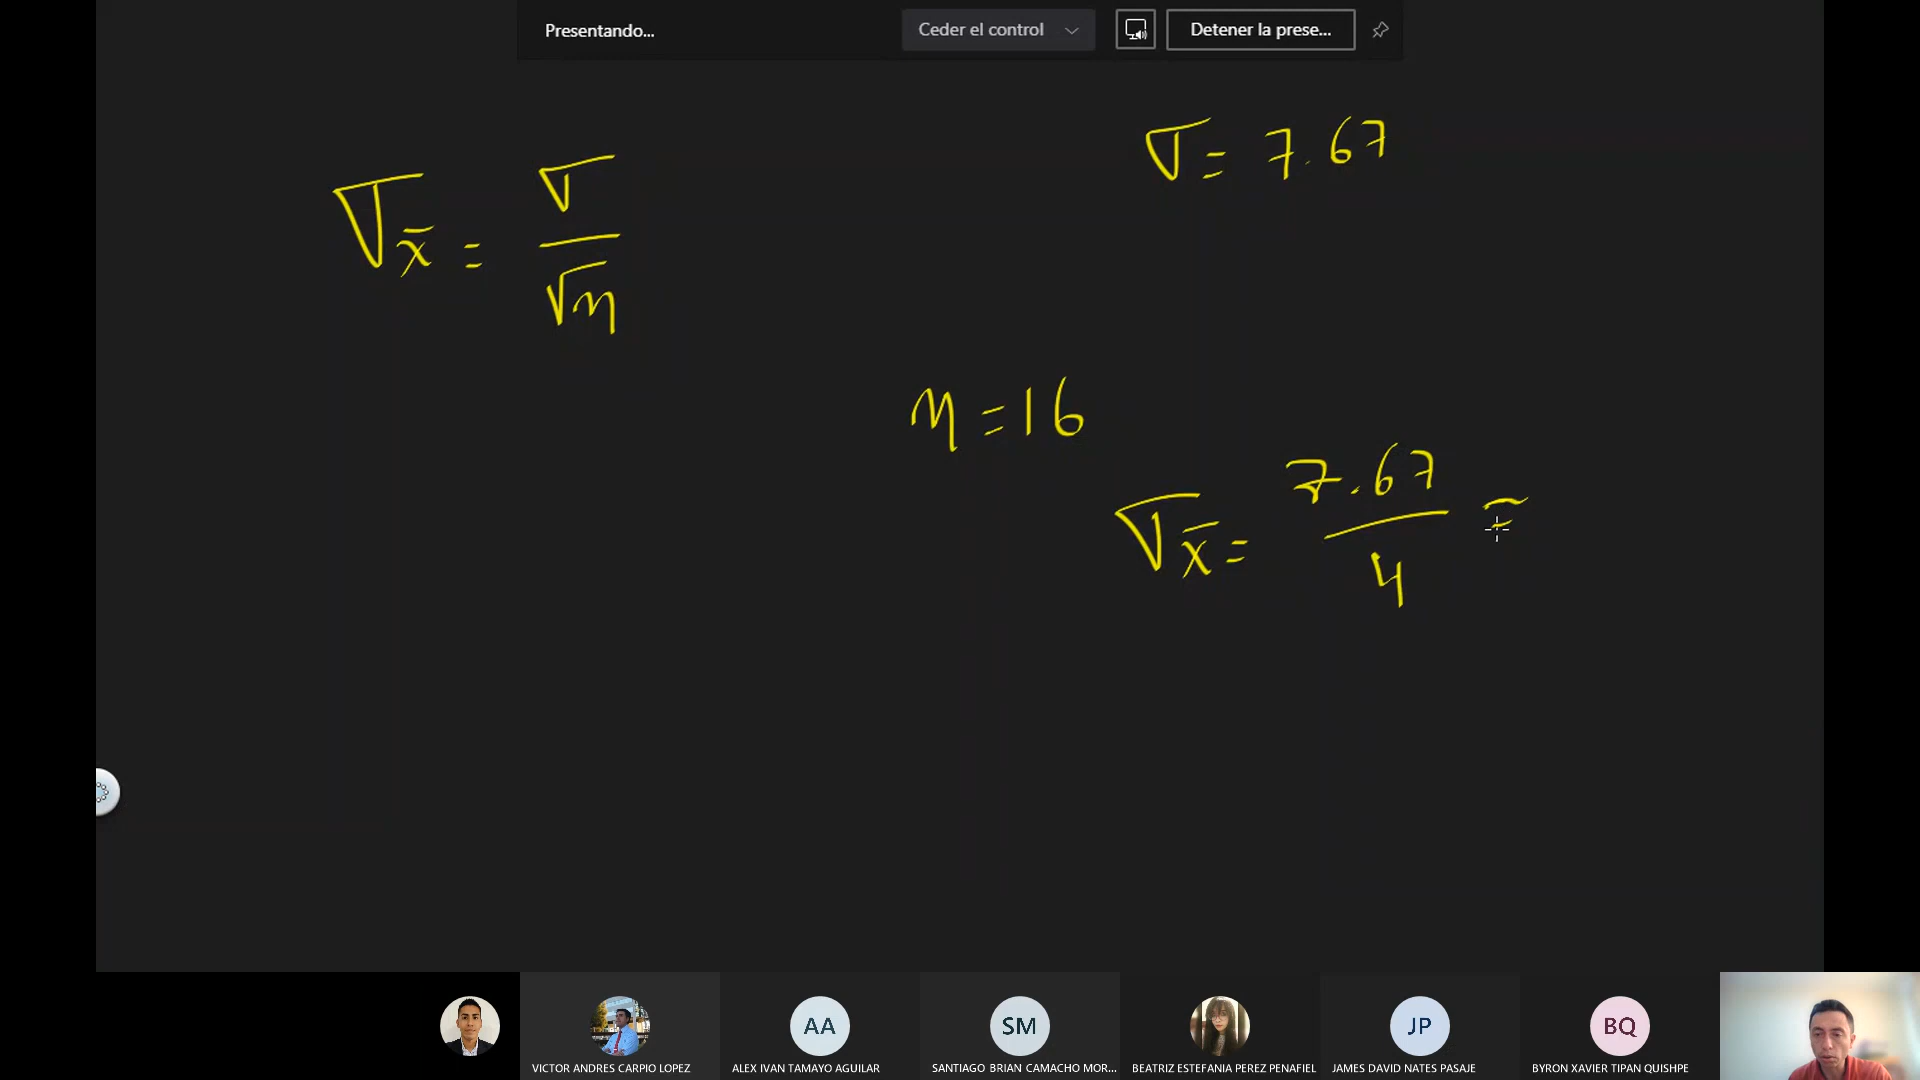 Presentando...
Ceder el control
Detener la prese...
σ = 7.67
σx̄ = σ / √n
n = 16
σx̄ = 7.67 / 4 =
AA
SM
JP
BQ
VICTOR ANDRES CARPIO LOPEZ
ALEX IVAN TAMAYO AGUILAR
SANTIAGO BRIAN CAMACHO MOR...
BEATRIZ ESTEFANIA PEREZ PENAFIEL
JAMES DAVID NATES PASAJE
BYRON XAVIER TIPAN QUISHPE